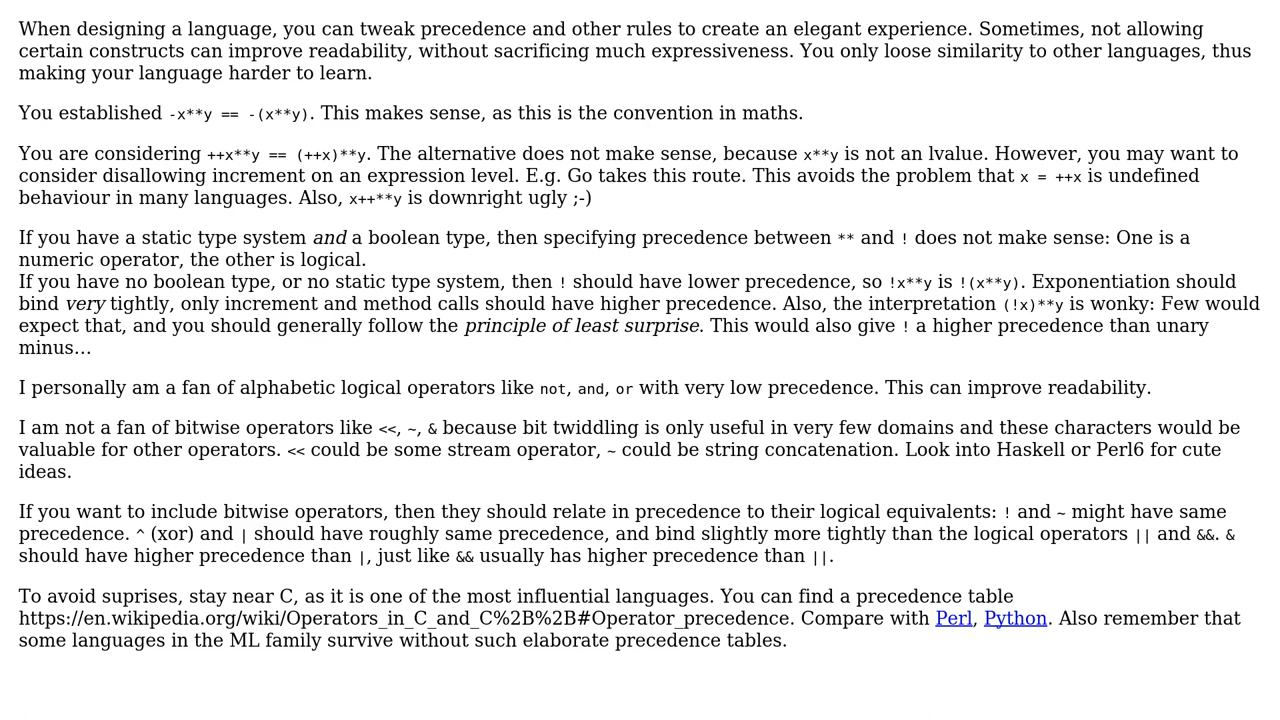 When designing a language, you can tweak precedence and other rules to create an elegant experience. Sometimes, not allowing
certain constructs can improve readability, without sacrificing much expressiveness. You only loose similarity to other languages, thus
making your language harder to learn.
You established -x**y == -(x**y). This makes sense, as this is the convention in maths.
You are considering ++x**y == (++x)**y. The alternative does not make sense, because x**y is not an lvalue. However, you may want to
consider disallowing increment on an expression level. E.g. Go takes this route. This avoids the problem that x = ++x is undefined
behaviour in many languages. Also, x++**y is downright ugly ;-)
If you have a static type system and a boolean type, then specifying precedence between ** and ! does not make sense: One is a
numeric operator, the other is logical.
If you have no boolean type, or no static type system, then ! should have lower precedence, so !x**y is !(x**y). Exponentiation should
bind very tightly, only increment and method calls should have higher precedence. Also, the interpretation (!x)**y is wonky: Few would
expect that, and you should generally follow the principle of least surprise. This would also give ! a higher precedence than unary
minus…
I personally am a fan of alphabetic logical operators like not, and, or with very low precedence. This can improve readability.
I am not a fan of bitwise operators like <<, ~, & because bit twiddling is only useful in very few domains and these characters would be
valuable for other operators. << could be some stream operator, ~ could be string concatenation. Look into Haskell or Perl6 for cute
ideas.
If you want to include bitwise operators, then they should relate in precedence to their logical equivalents: ! and ~ might have same
precedence. ^ (xor) and | should have roughly same precedence, and bind slightly more tightly than the logical operators || and &&. &
should have higher precedence than |, just like && usually has higher precedence than ||.
To avoid suprises, stay near C, as it is one of the most influential languages. You can find a precedence table
https://en.wikipedia.org/wiki/Operators_in_C_and_C%2B%2B#Operator_precedence. Compare with Perl, Python. Also remember that
some languages in the ML family survive without such elaborate precedence tables.